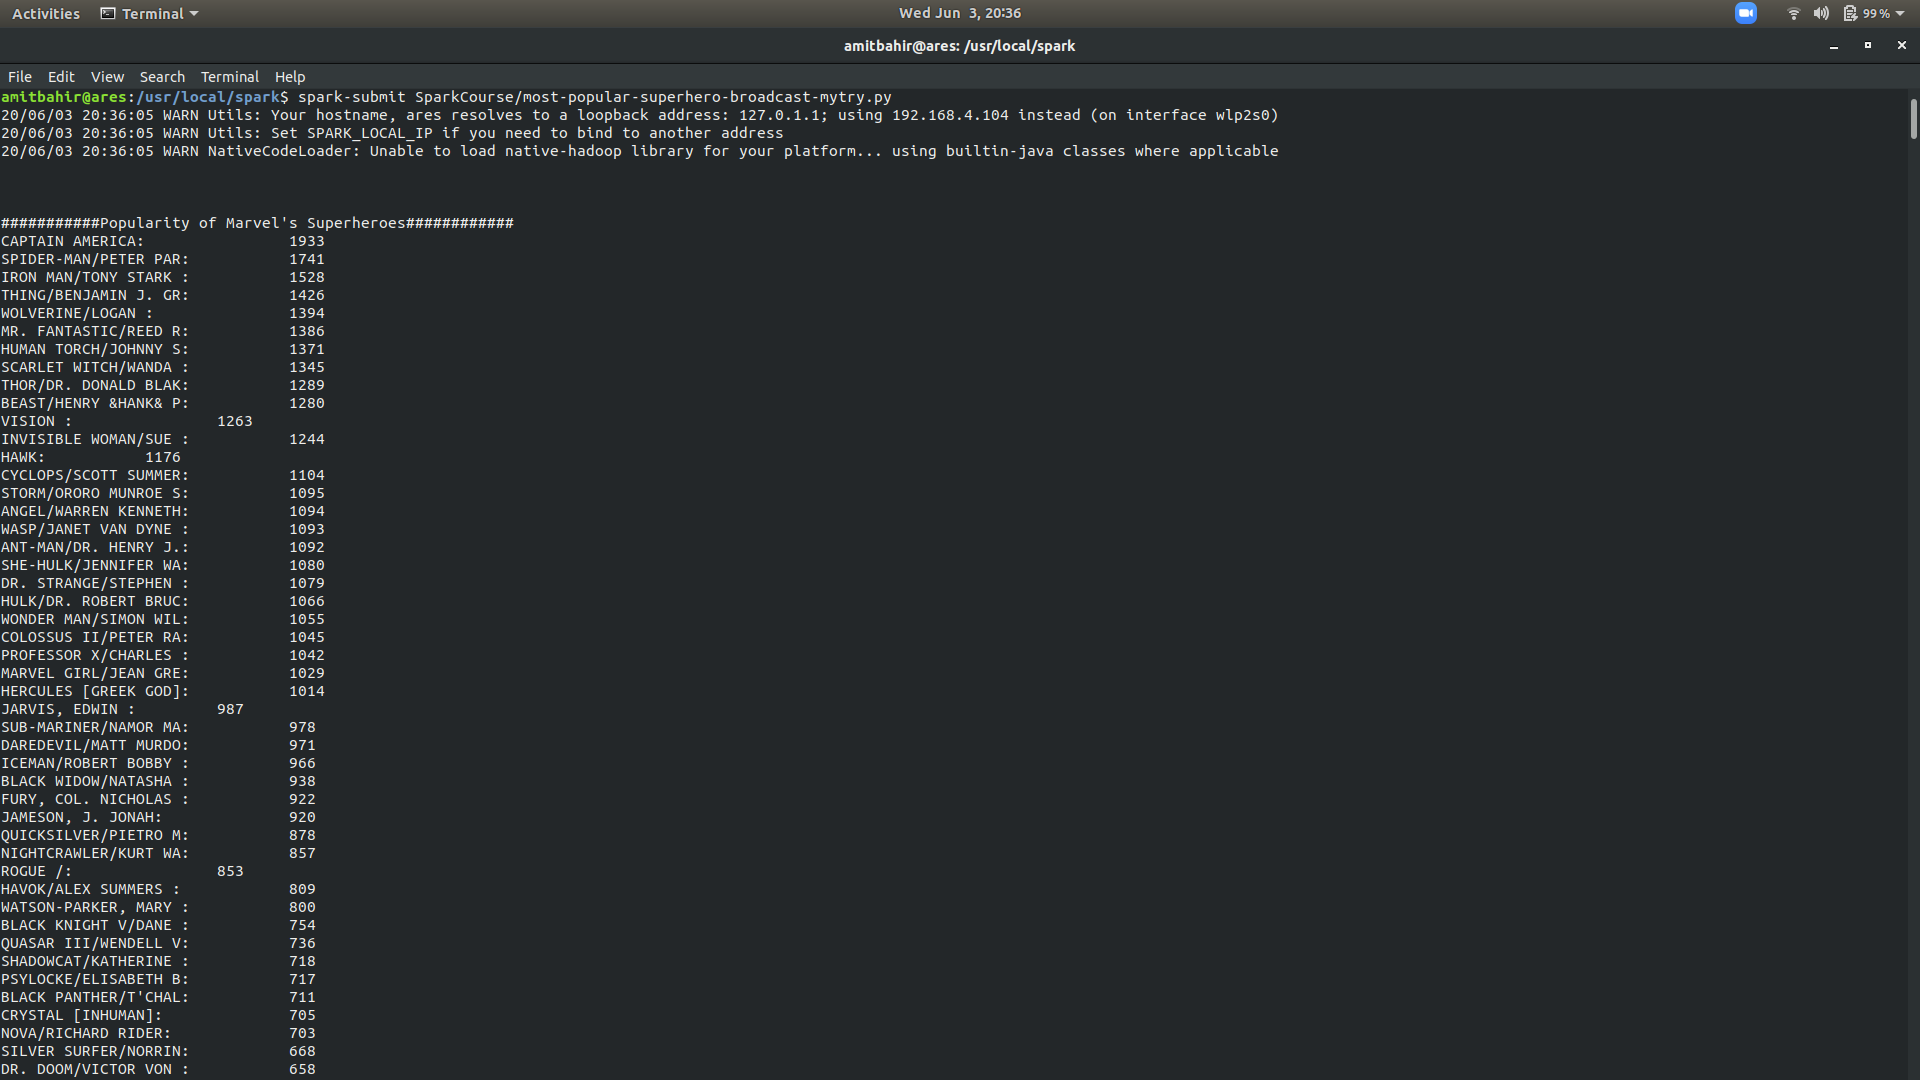 Activities Terminal Wed Jun 3, 20:36 99 %
amitbahir@ares: /usr/local/spark
File Edit View Search Terminal Help
amitbahir@ares:/usr/local/spark$ spark-submit SparkCourse/most-popular-superhero-broadcast-mytry.py
20/06/03 20:36:05 WARN Utils: Your hostname, ares resolves to a loopback address: 127.0.1.1; using 192.168.4.104 instead (on interface wlp2s0)
20/06/03 20:36:05 WARN Utils: Set SPARK_LOCAL_IP if you need to bind to another address
20/06/03 20:36:05 WARN NativeCodeLoader: Unable to load native-hadoop library for your platform... using builtin-java classes where applicable
###########Popularity of Marvel's Superheroes############
CAPTAIN AMERICA: 1933
SPIDER-MAN/PETER PAR: 1741
IRON MAN/TONY STARK : 1528
THING/BENJAMIN J. GR: 1426
WOLVERINE/LOGAN : 1394
MR. FANTASTIC/REED R: 1386
HUMAN TORCH/JOHNNY S: 1371
SCARLET WITCH/WANDA : 1345
THOR/DR. DONALD BLAK: 1289
BEAST/HENRY &HANK& P: 1280
VISION : 1263
INVISIBLE WOMAN/SUE : 1244
HAWK: 1176
CYCLOPS/SCOTT SUMMER: 1104
STORM/ORORO MUNROE S: 1095
ANGEL/WARREN KENNETH: 1094
WASP/JANET VAN DYNE : 1093
ANT-MAN/DR. HENRY J.: 1092
SHE-HULK/JENNIFER WA: 1080
DR. STRANGE/STEPHEN : 1079
HULK/DR. ROBERT BRUC: 1066
WONDER MAN/SIMON WIL: 1055
COLOSSUS II/PETER RA: 1045
PROFESSOR X/CHARLES : 1042
MARVEL GIRL/JEAN GRE: 1029
HERCULES [GREEK GOD]: 1014
JARVIS, EDWIN : 987
SUB-MARINER/NAMOR MA: 978
DAREDEVIL/MATT MURDO: 971
ICEMAN/ROBERT BOBBY : 966
BLACK WIDOW/NATASHA : 938
FURY, COL. NICHOLAS : 922
JAMESON, J. JONAH: 920
QUICKSILVER/PIETRO M: 878
NIGHTCRAWLER/KURT WA: 857
ROGUE /: 853
HAVOK/ALEX SUMMERS : 809
WATSON-PARKER, MARY : 800
BLACK KNIGHT V/DANE : 754
QUASAR III/WENDELL V: 736
SHADOWCAT/KATHERINE : 718
PSYLOCKE/ELISABETH B: 717
BLACK PANTHER/T'CHAL: 711
CRYSTAL [INHUMAN]: 705
NOVA/RICHARD RIDER: 703
SILVER SURFER/NORRIN: 668
DR. DOOM/VICTOR VON : 658